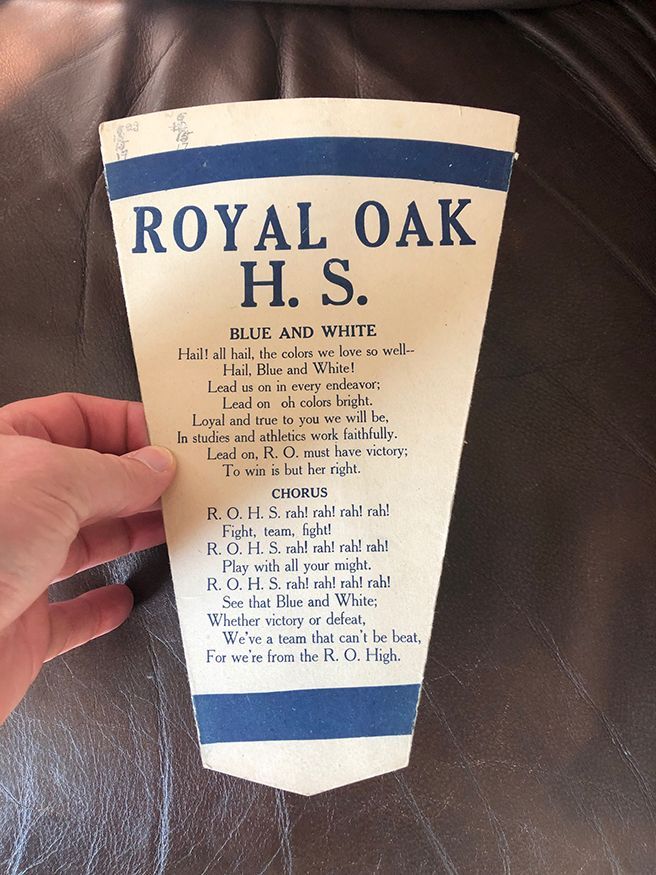 ROYAL OAK
H. S.
BLUE AND WHITE
Hail! all hail, the colors we love so well--
Hail, Blue and White!
Lead us on in every endeavor;
Lead on oh colors bright.
Loyal and true to you we will be,
In studies and athletics work faithfully.
Lead on, R. O. must have victory;
To win is but her right.
CHORUS
R. O. H. S. rah! rah! rah! rah!
Fight, team, fight!
R. O. H. S. rah! rah! rah! rah!
Play with all your might.
R. O. H. S. rah! rah! rah! rah!
See that Blue and White;
Whether victory or defeat,
We've a team that can't be beat,
For we're from the R. O. High.